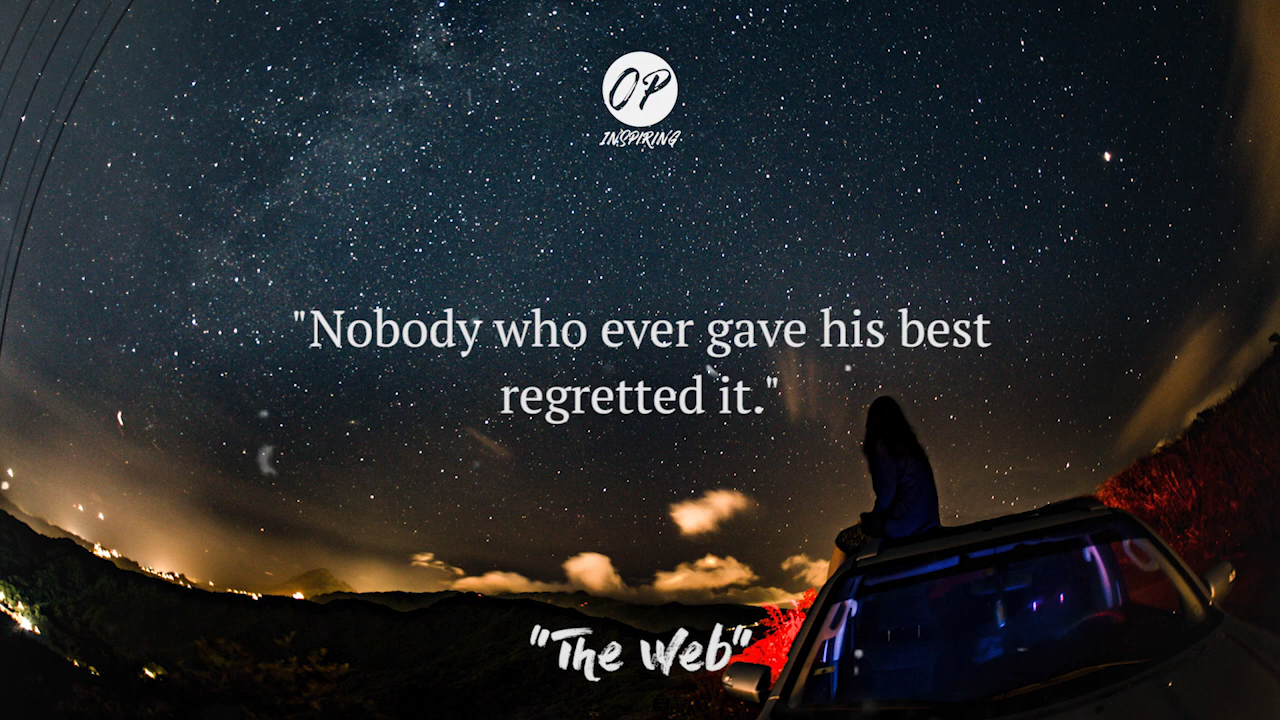 OP
INSPIRING
"Nobody who ever gave his best
regretted it."
"The Web"